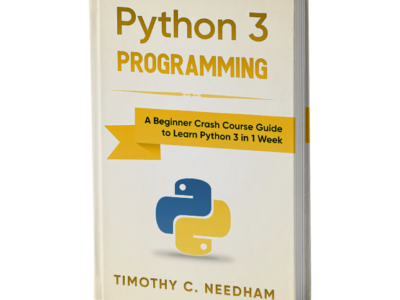 Python 3
PROGRAMMING
A Beginner Crash Course Guide
to Learn Python 3 in 1 Week
TIMOTHY C. NEEDHAM